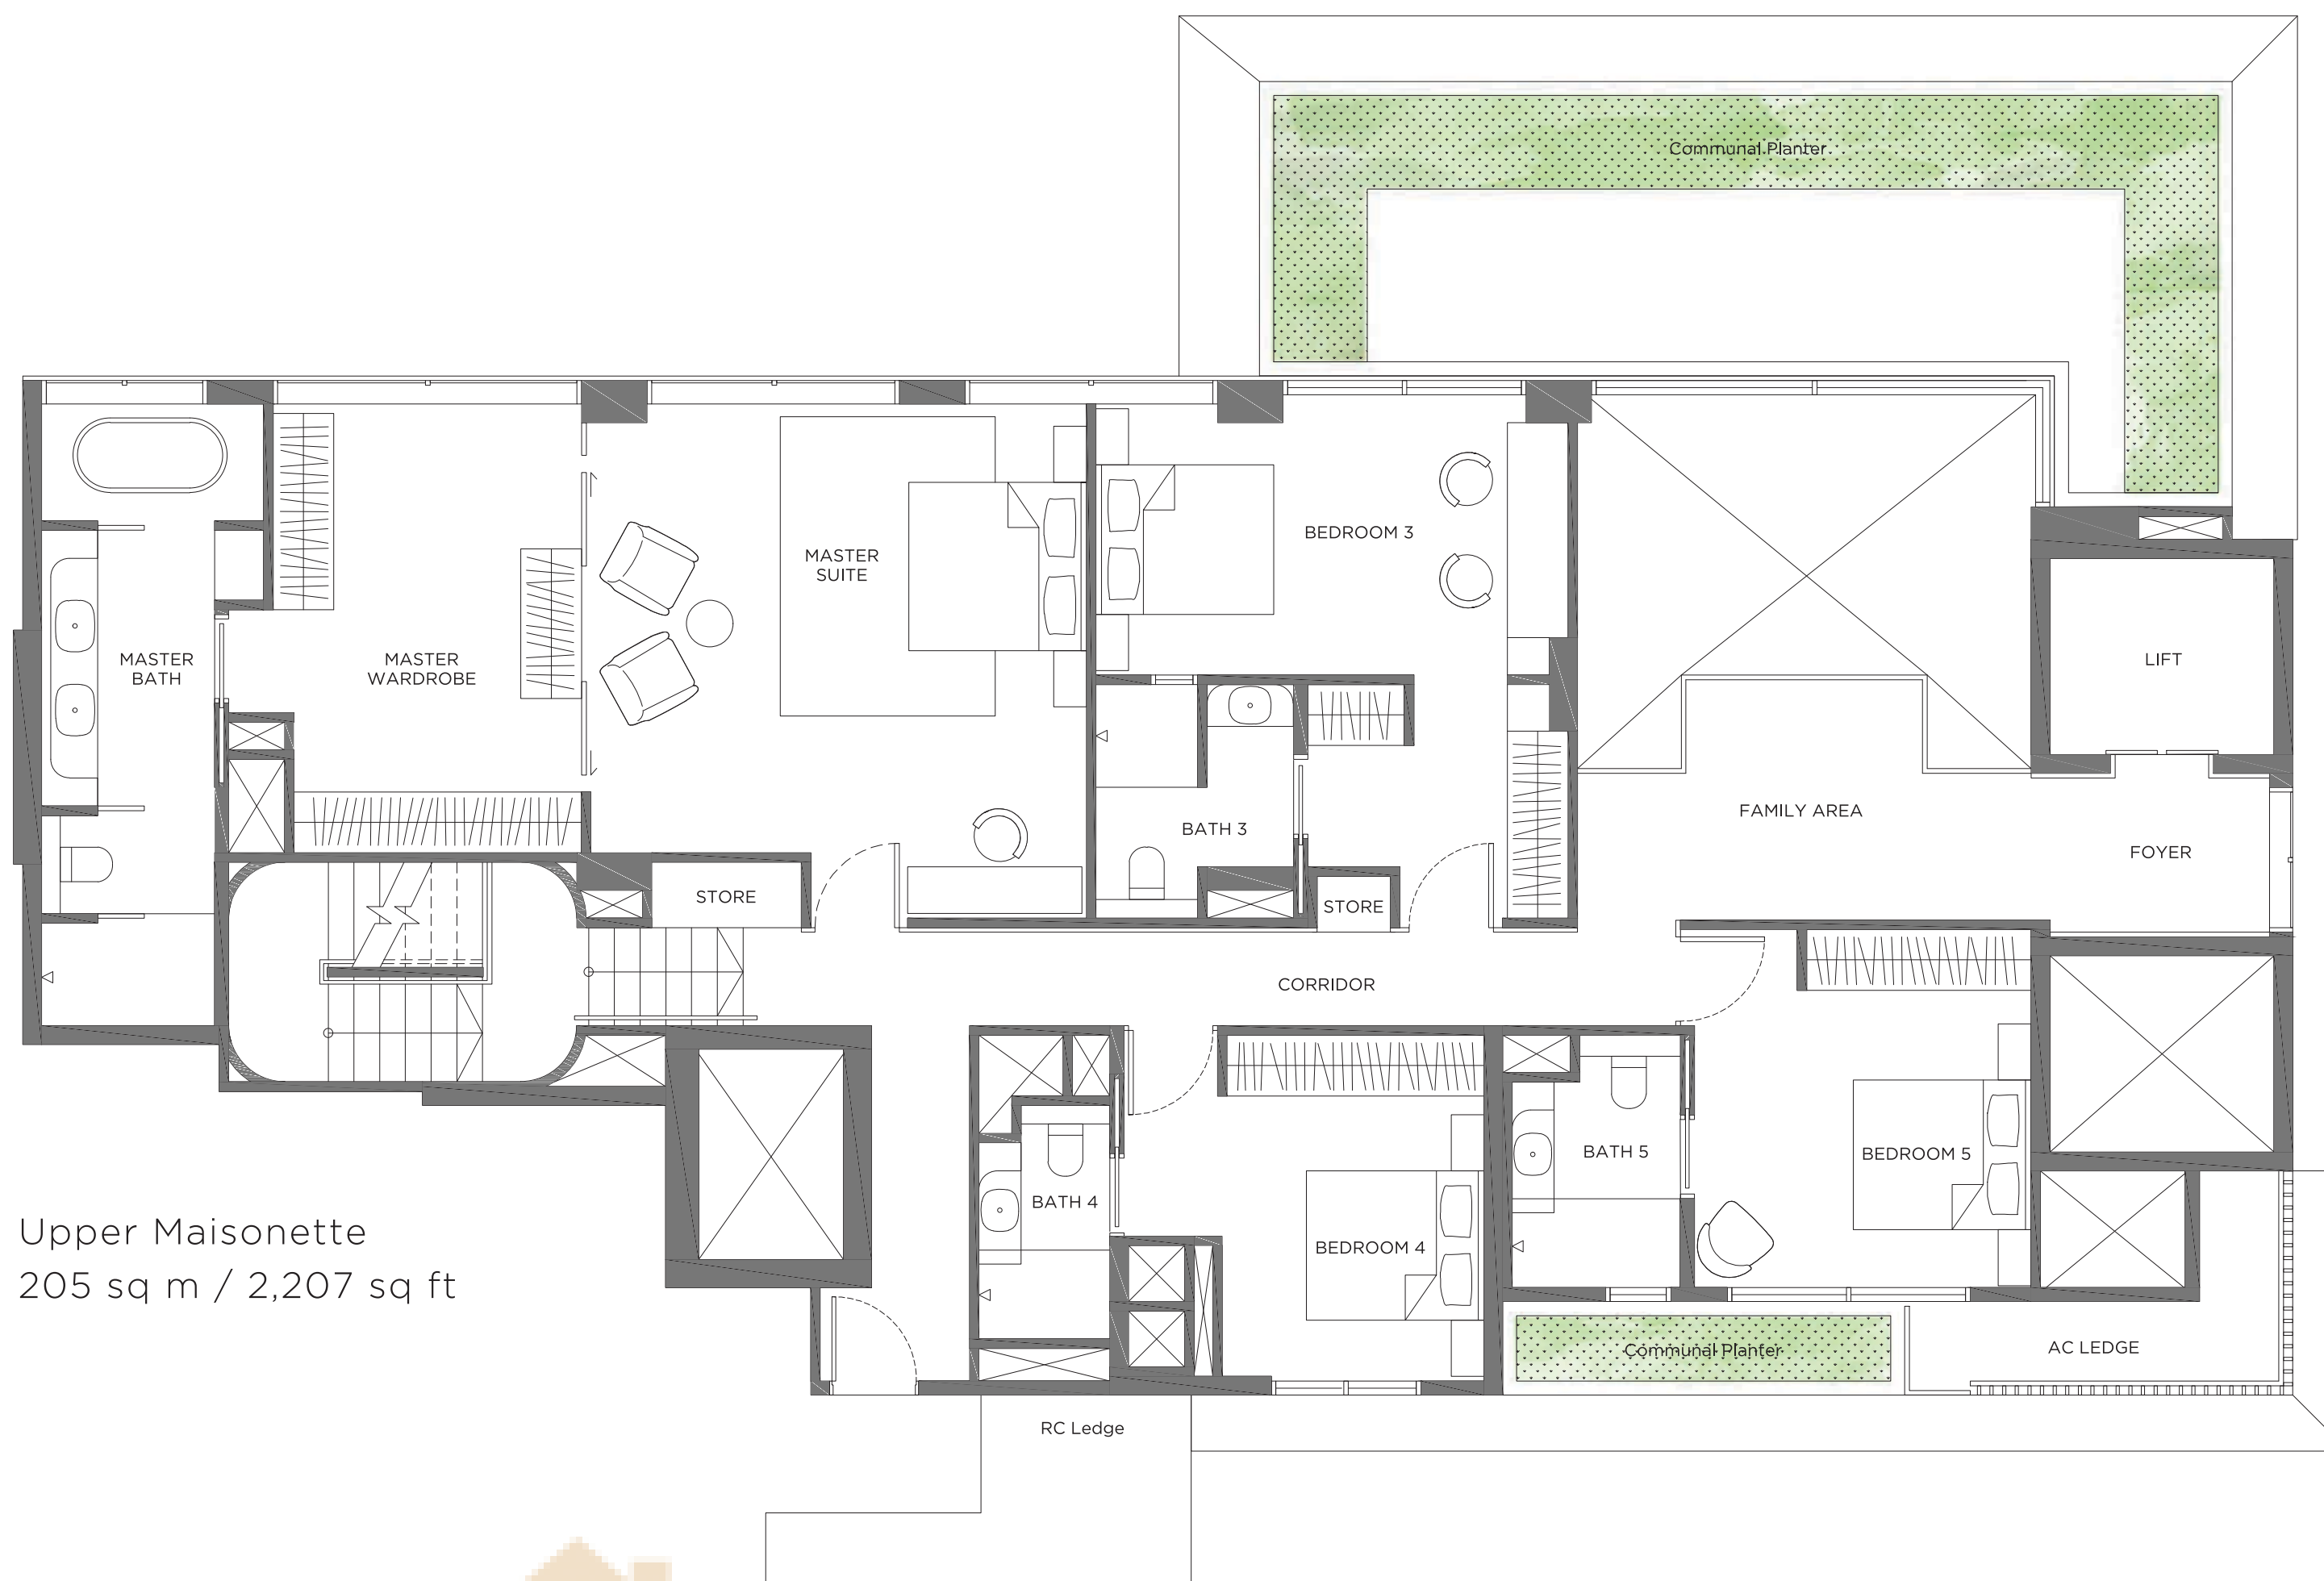 Communal Planter
BEDROOM 3
MASTER
SUITE
MASTER
BATH
MASTER
WARDROBE
LIFT
FAMILY AREA
BATH 3
FOYER
STORE
STORE
CORRIDOR
BATH 5
BEDROOM 5
BATH 4
BEDROOM 4
Upper Maisonette
205 sq m / 2,207 sq ft
Communal Planter
AC LEDGE
RC Ledge